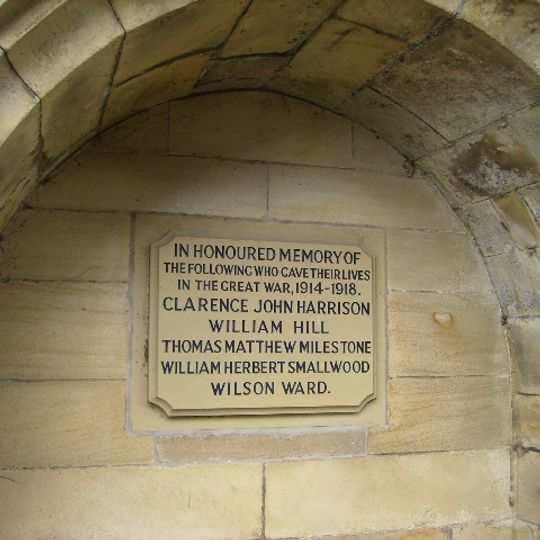 IN HONOURED MEMORY OF
THE FOLLOWING WHO GAVE THEIR LIVES
IN THE GREAT WAR, 1914-1918.
CLARENCE JOHN HARRISON
WILLIAM HILL
THOMAS MATTHEW MILESTONE
WILLIAM HERBERT SMALLWOOD
WILSON WARD.